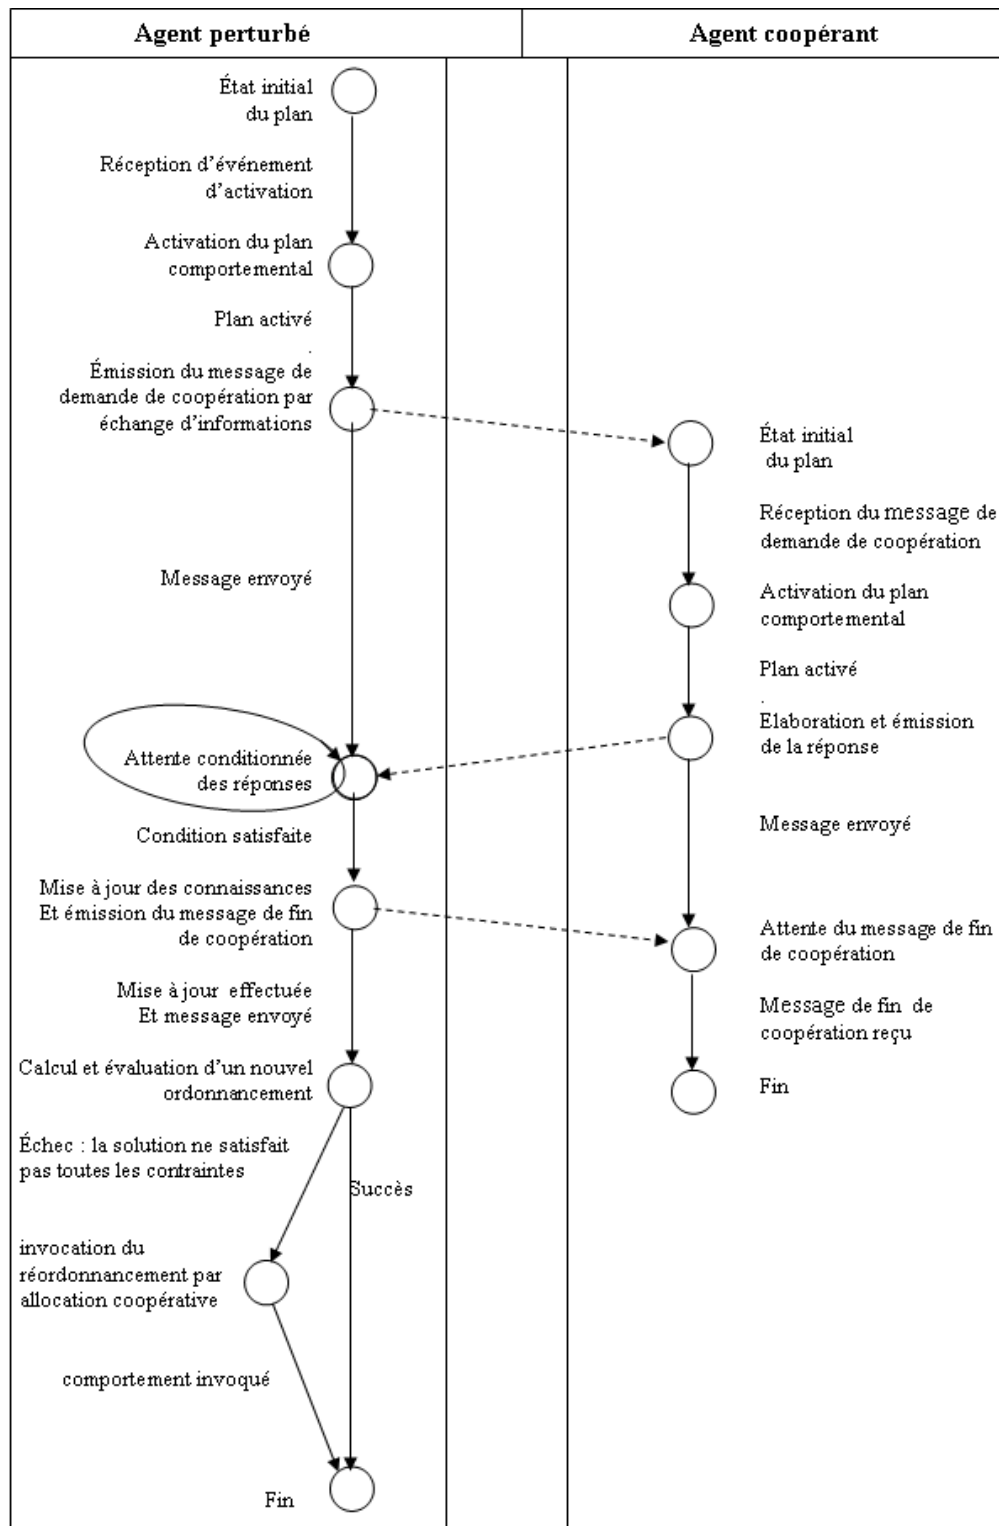 Agent perturbé
Agent coopérant
État initial
du plan
Réception d'événement
d'activation
Activation du plan
comportemental
Plan activé
.
Émission du message de
demande de coopération par
échange d'informations
Message envoyé
Attente conditionnée
des réponses
Condition satisfaite
Mise à jour des connaissances
Et émission du message de fin
de coopération
Mise à jour effectuée
Et message envoyé
Calcul et évaluation d'un nouvel
ordonnancement
Échec : la solution ne satisfait
pas toutes les contraintes
Succès
invocation du
réordonnancement par
allocation coopérative
comportement invoqué
Fin
État initial
du plan
Réception du message de
demande de coopération
Activation du plan
comportemental
Plan activé
.
Elaboration et émission
de la réponse
Message envoyé
Attente du message de fin
de coopération
Message de fin de
coopération reçu
Fin